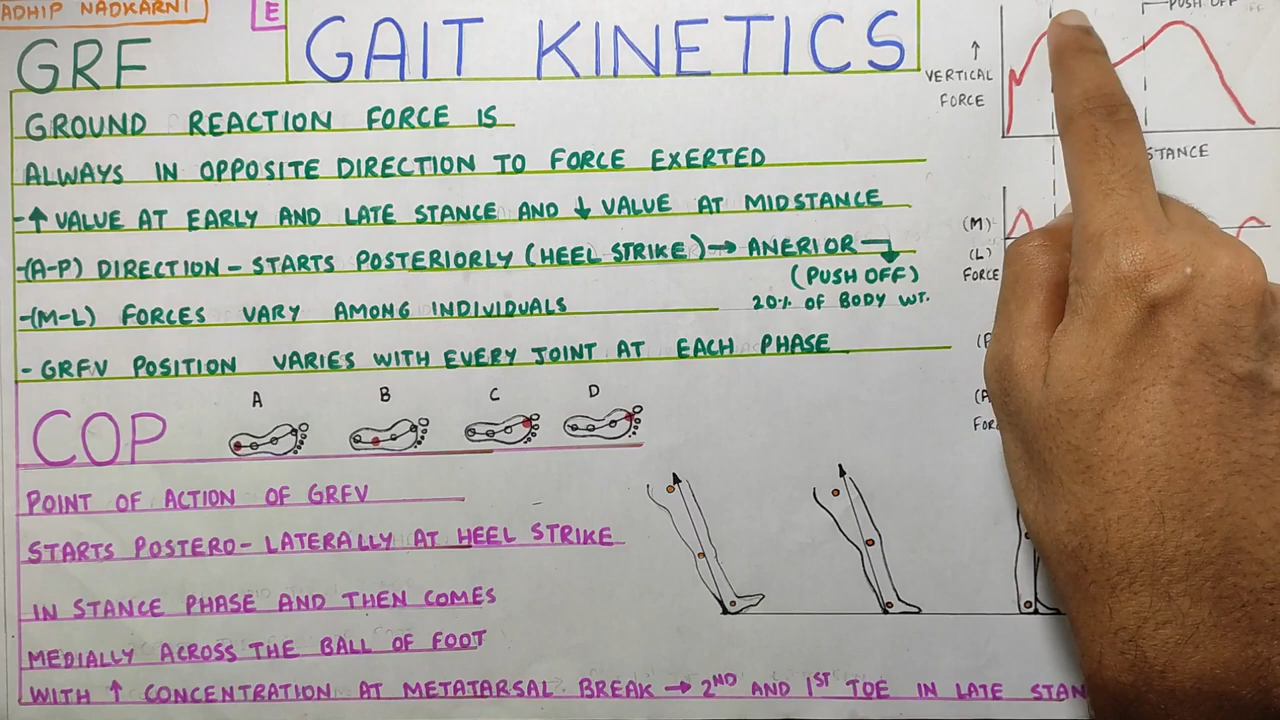 ADHIP NADKARNI
E
GRF
GAIT KINETICS
PUSH OFF
↑
VERTICAL
FORCE
STANCE
GROUND REACTION FORCE IS
ALWAYS IN OPPOSITE DIRECTION TO FORCE EXERTED
-↑ VALUE AT EARLY AND LATE STANCE AND ↓ VALUE AT MIDSTANCE
-(A-P) DIRECTION - STARTS POSTERIORLY (HEEL STRIKE) → ANERIOR
(PUSH OFF)
20% OF BODY WT.
-(M-L) FORCES VARY AMONG INDIVIDUALS
- GRFV POSITION VARIES WITH EVERY JOINT AT EACH PHASE
(M)
(L)
FORCE
COP
A B C D
POINT OF ACTION OF GRFV
STARTS POSTERO-LATERALLY AT HEEL STRIKE
IN STANCE PHASE AND THEN COMES
MEDIALLY ACROSS THE BALL OF FOOT
WITH ↑ CONCENTRATION AT METATARSAL BREAK → 2ND AND 1ST TOE IN LATE STAN